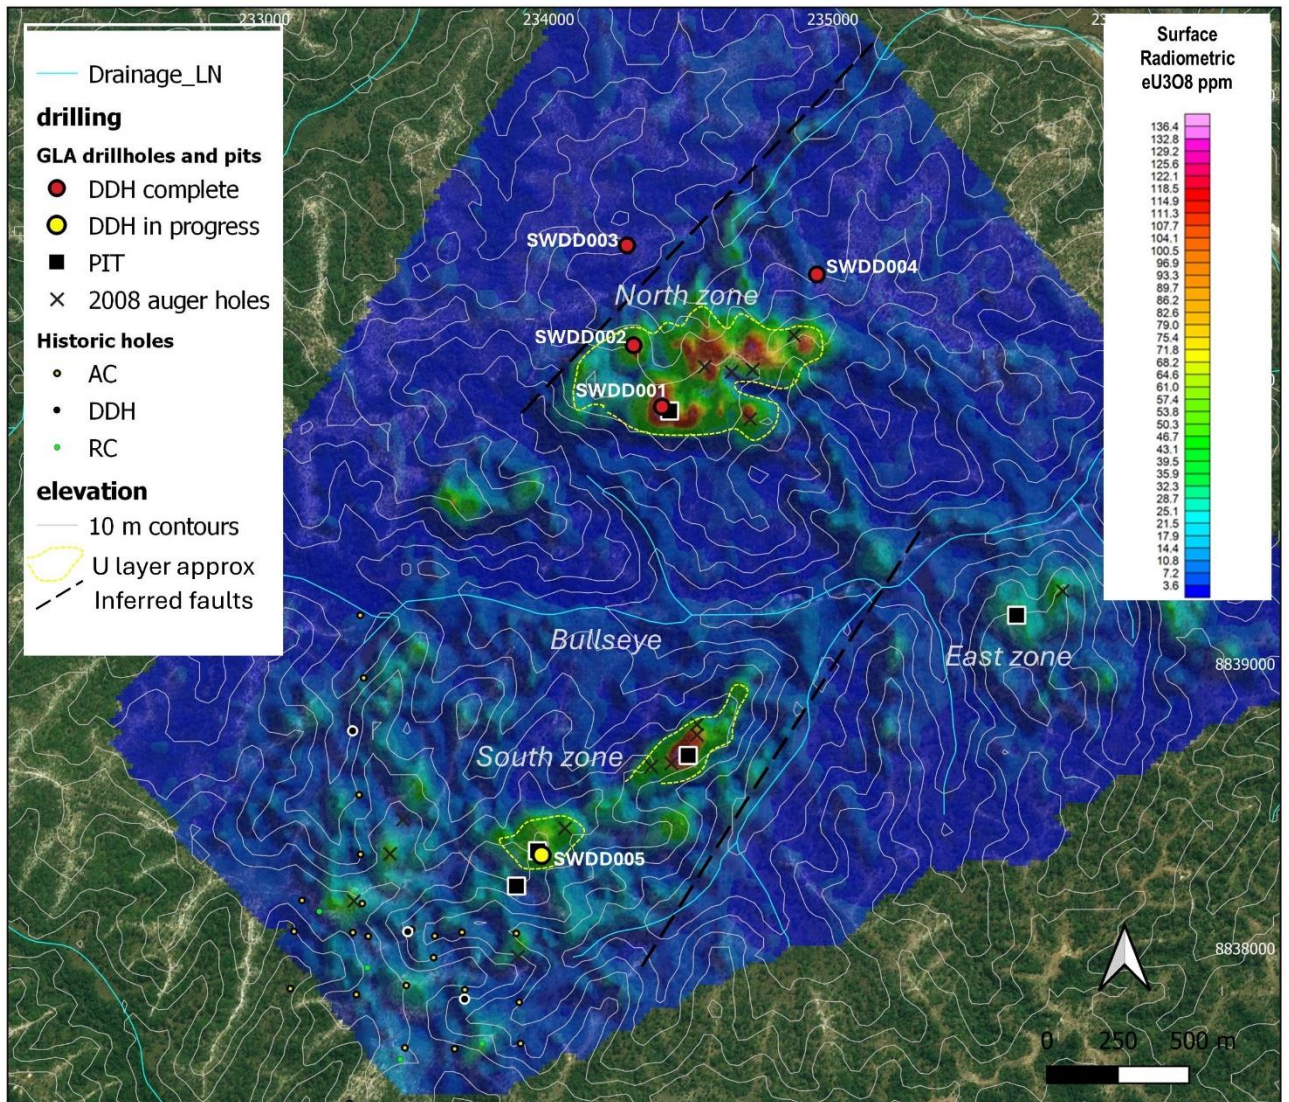 233000
234000
235000
Drainage_LN
drilling
GLA drillholes and pits
DDH complete
DDH in progress
PIT
2008 auger holes
Historic holes
AC
DDH
RC
elevation
10 m contours
U layer approx
Inferred faults
Surface
Radiometric
eU3O8 ppm
136.4
132.8
129.2
125.6
122.1
118.5
114.9
111.3
107.7
104.1
100.5
96.9
93.3
89.7
86.2
82.6
79.0
75.4
71.8
68.2
64.6
61.0
57.4
53.8
50.3
46.7
43.1
39.5
35.9
32.3
28.7
25.1
21.5
17.9
14.4
10.8
7.2
3.6
SWDD003
SWDD004
North zone
SWDD002
SWDD001
Bullseye
East zone
8839000
South zone
SWDD005
8838000
0 250 500 m